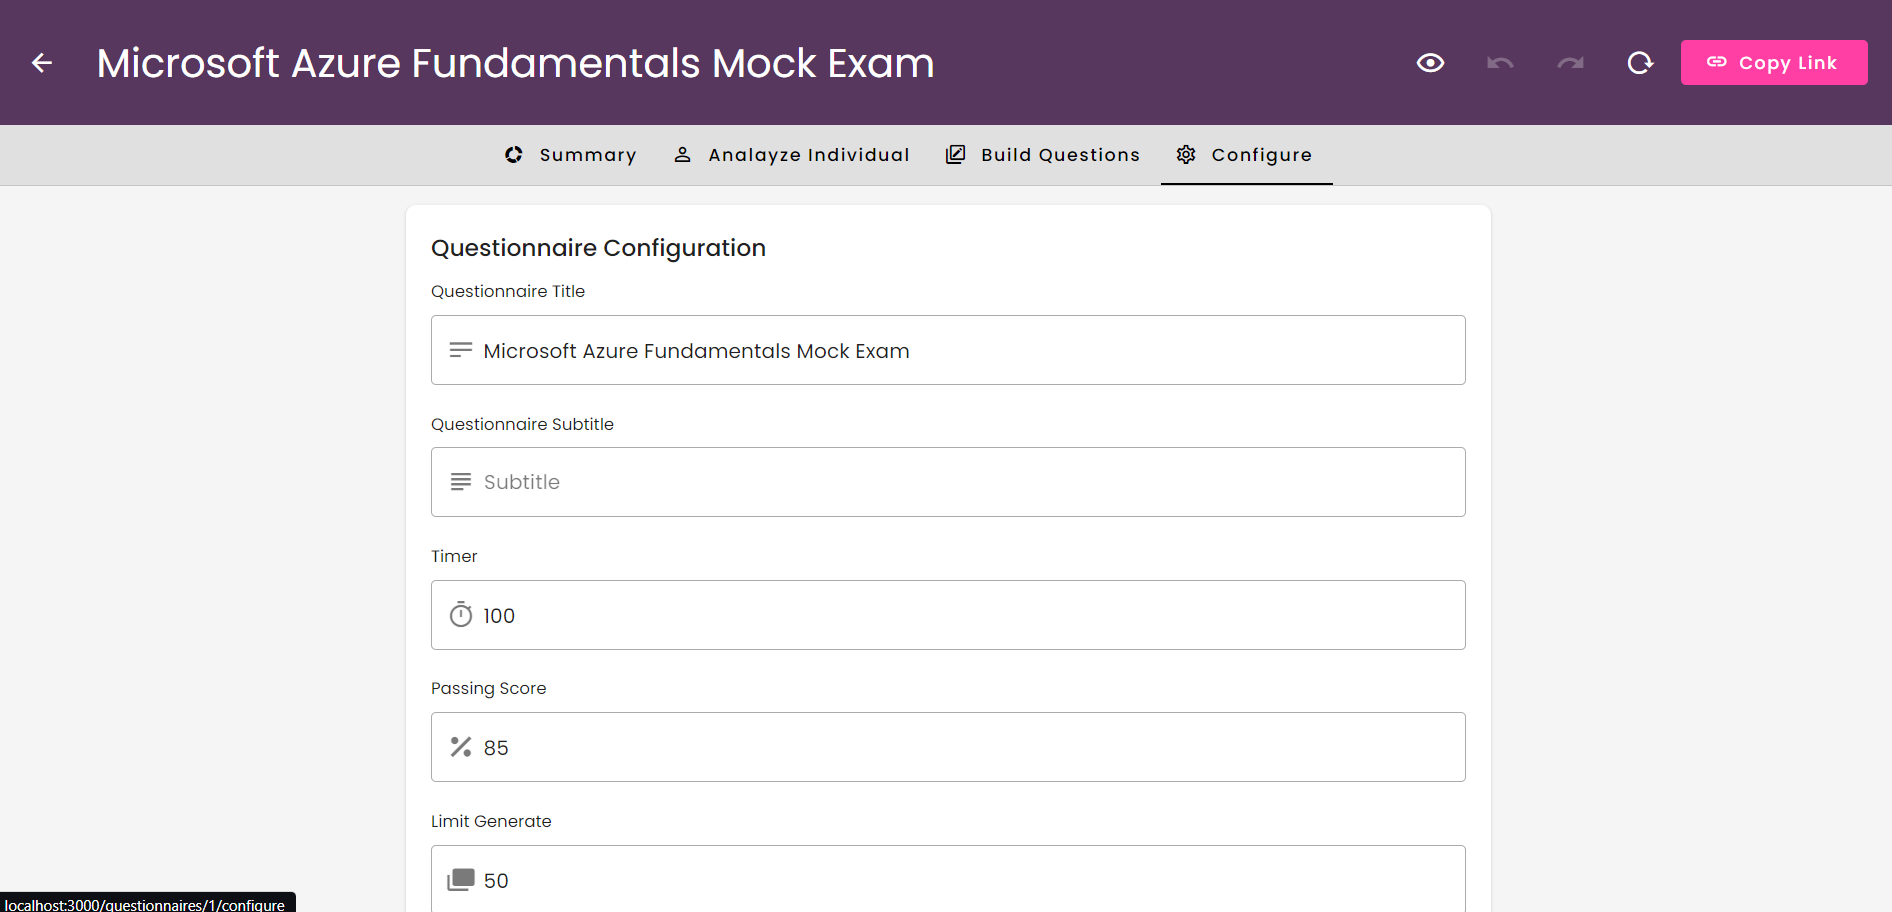 Microsoft Azure Fundamentals Mock Exam
Copy Link
Summary
Analayze Individual
Build Questions
Configure
Questionnaire Configuration
Questionnaire Title
Microsoft Azure Fundamentals Mock Exam
Questionnaire Subtitle
Subtitle
Timer
100
Passing Score
85
Limit Generate
50
localhost:3000/questionnaires/1/configure